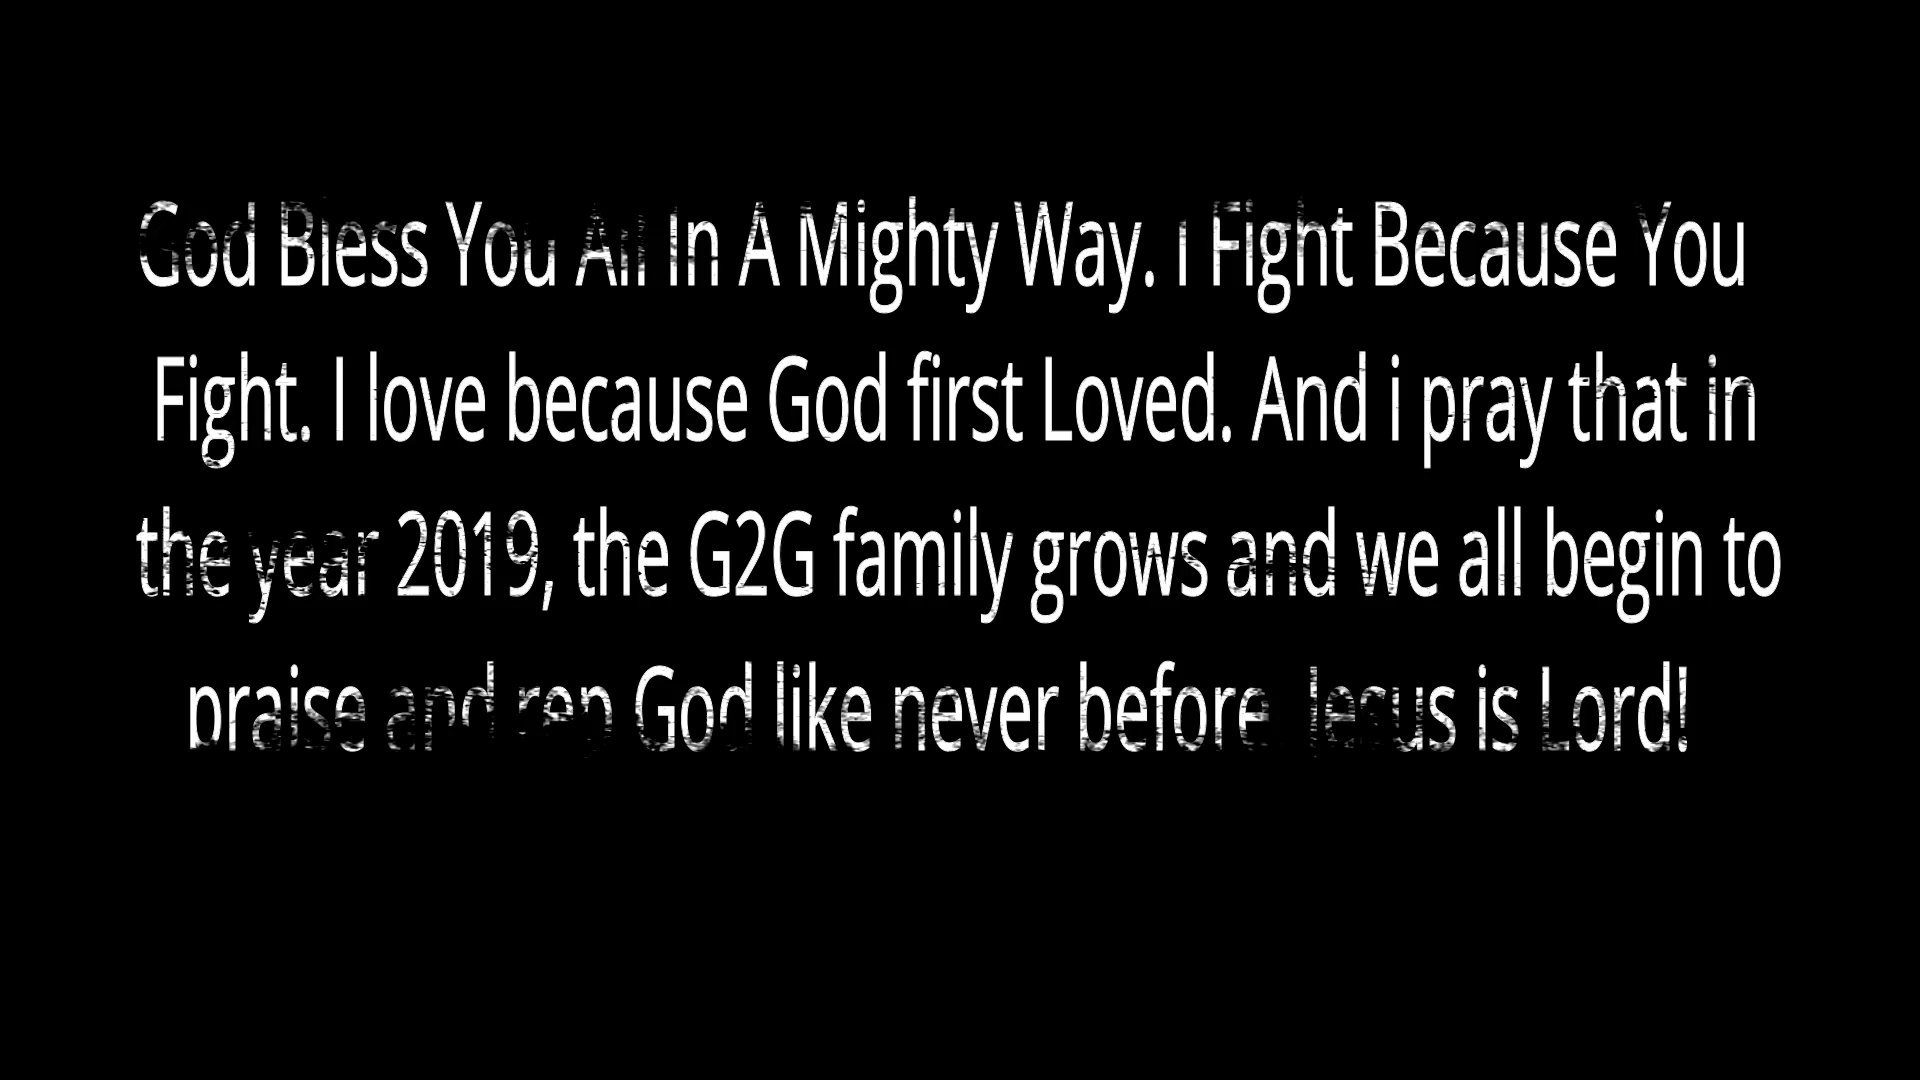 God Bless You All In A Mighty Way. I Fight Because You
Fight. I love because God first Loved. And i pray that in
the year 2019, the G2G family grows and we all begin to
praise and rep God like never before. Jesus is Lord!